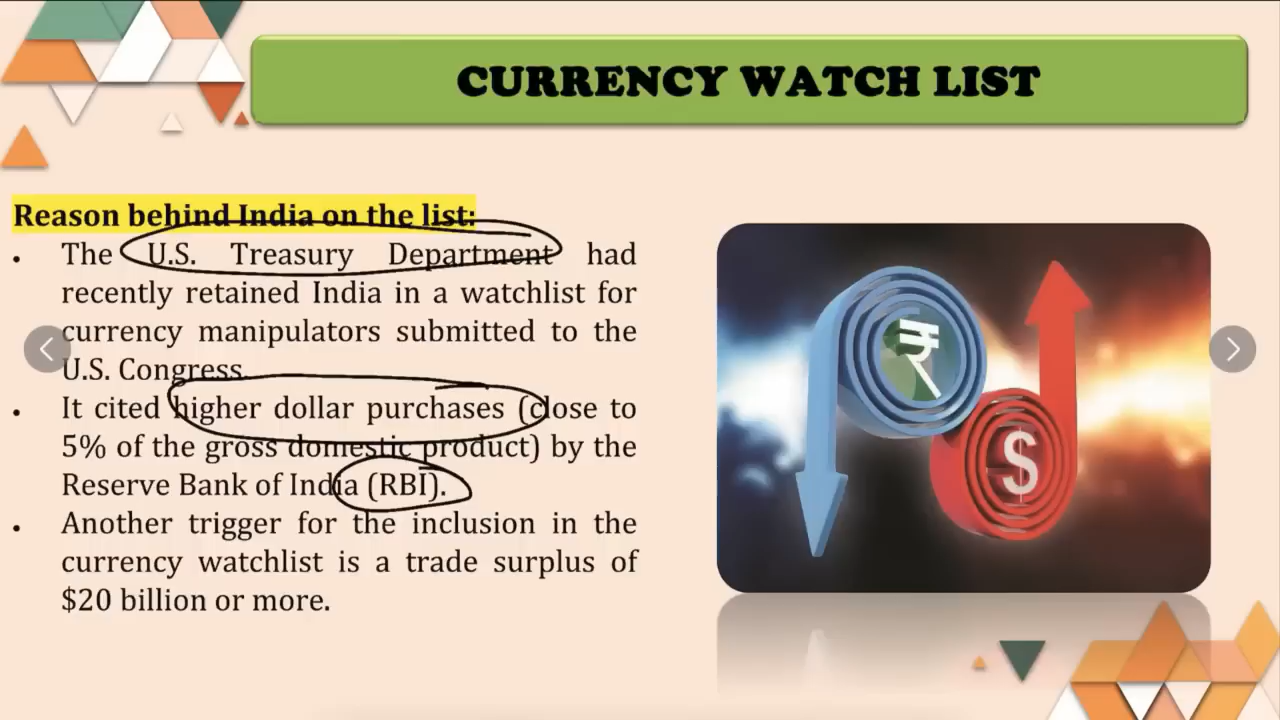 CURRENCY WATCH LIST
Reason behind India on the list:
• The U.S. Treasury Department had
recently retained India in a watchlist for
currency manipulators submitted to the
U.S. Congress.
• It cited higher dollar purchases (close to
5% of the gross domestic product) by the
Reserve Bank of India (RBI).
• Another trigger for the inclusion in the
currency watchlist is a trade surplus of
$20 billion or more.
₹
$